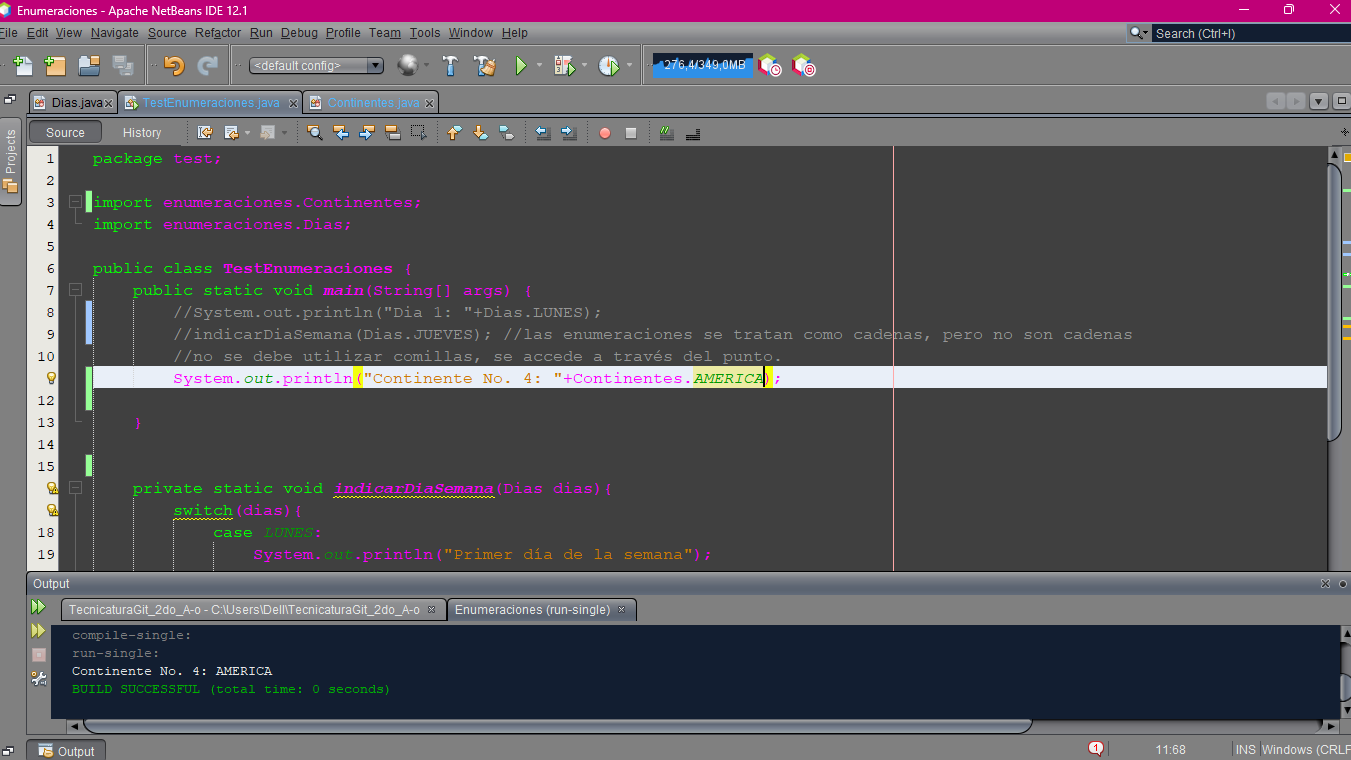 Enumeraciones - Apache NetBeans IDE 12.1
File Edit View Navigate Source Refactor Run Debug Profile Team Tools Window Help
Search (Ctrl+I)
<default config>
276,4/349,0MB
Projects
Dias.java TestEnumeraciones.java Continentes.java
Source History
1 package test;
2
3 import enumeraciones.Continentes;
4 import enumeraciones.Dias;
5
6 public class TestEnumeraciones {
7 public static void main(String[] args) {
8 //System.out.println("Dia 1: "+Dias.LUNES);
9 //indicarDiaSemana(Dias.JUEVES); //las enumeraciones se tratan como cadenas, pero no son cadenas
10 //no se debe utilizar comillas, se accede a través del punto.
System.out.println("Continente No. 4: "+Continentes.AMERICA);
12
13 }
14
15
private static void indicarDiaSemana(Dias dias){
switch(dias){
18 case LUNES:
19 System.out.println("Primer día de la semana");
Output
TecnicaturaGit_2do_A-o - C:\Users\Dell\TecnicaturaGit_2do_A-o Enumeraciones (run-single)
compile-single:
run-single:
Continente No. 4: AMERICA
BUILD SUCCESSFUL (total time: 0 seconds)
Output
1 11:68 INS Windows (CRLF